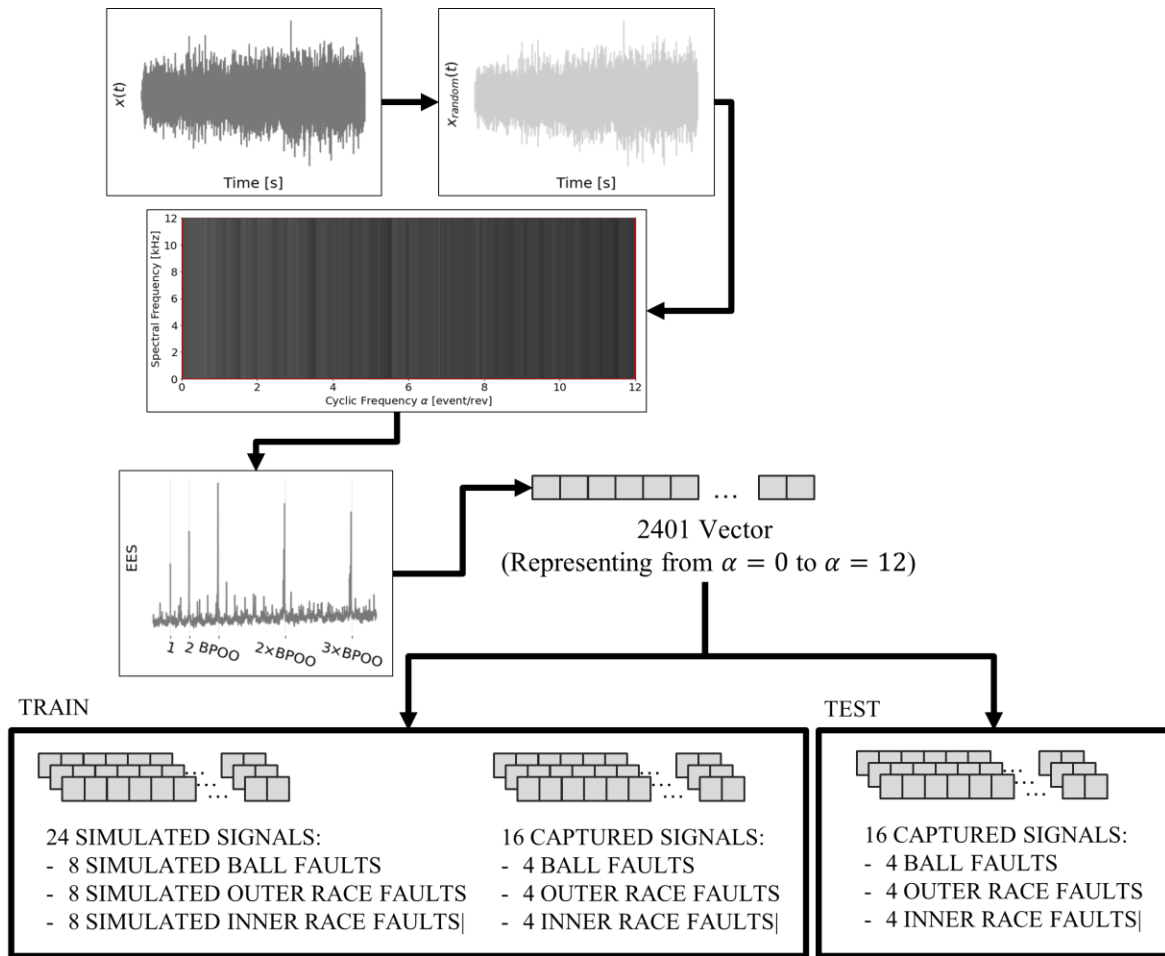 x(t)
Time [s]
x_random(t)
Time [s]
Spectral Frequency [kHz]
12
10
8
6
4
2
0
0 2 4 6 8 10 12
Cyclic Frequency α [event/rev]
EES
1 2 BPOO 2×BPOO 3×BPOO
...
2401 Vector
(Representing from α = 0 to α = 12)
TRAIN
... ...
... ...
24 SIMULATED SIGNALS:
- 8 SIMULATED BALL FAULTS
- 8 SIMULATED OUTER RACE FAULTS
- 8 SIMULATED INNER RACE FAULTS|
16 CAPTURED SIGNALS:
- 4 BALL FAULTS
- 4 OUTER RACE FAULTS
- 4 INNER RACE FAULTS|
TEST
...
...
16 CAPTURED SIGNALS:
- 4 BALL FAULTS
- 4 OUTER RACE FAULTS
- 4 INNER RACE FAULTS|